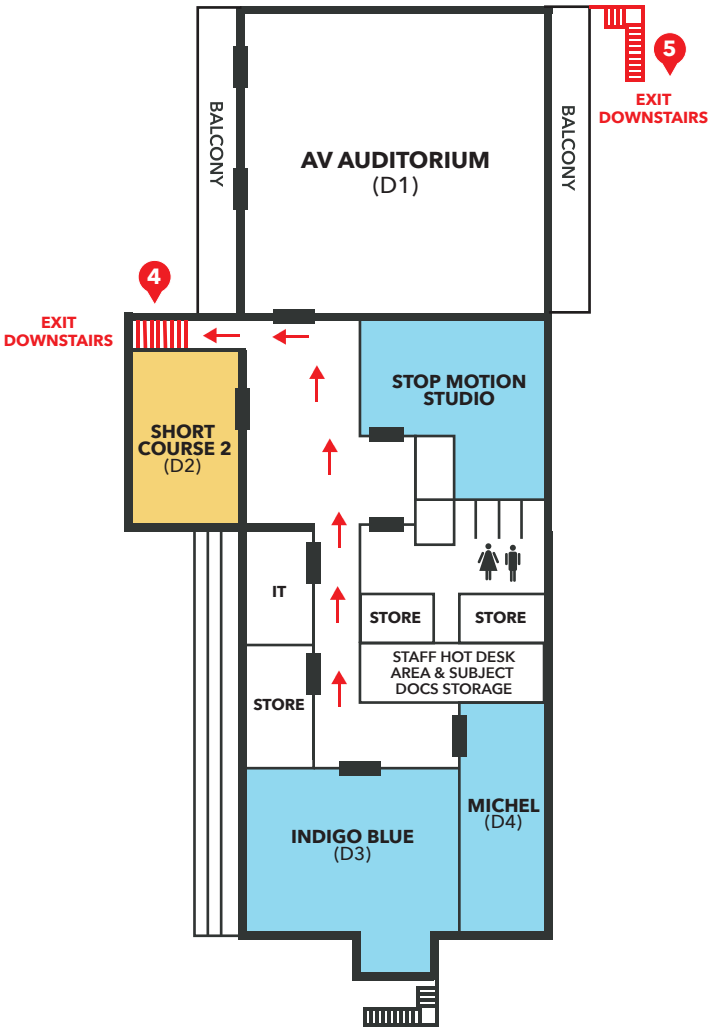 5
EXIT
DOWNSTAIRS
BALCONY
BALCONY
AV AUDITORIUM
(D1)
4
EXIT
DOWNSTAIRS
STOP MOTION
STUDIO
SHORT
COURSE 2
(D2)
IT
STORE
STORE
STAFF HOT DESK
AREA & SUBJECT
DOCS STORAGE
STORE
MICHEL
(D4)
INDIGO BLUE
(D3)